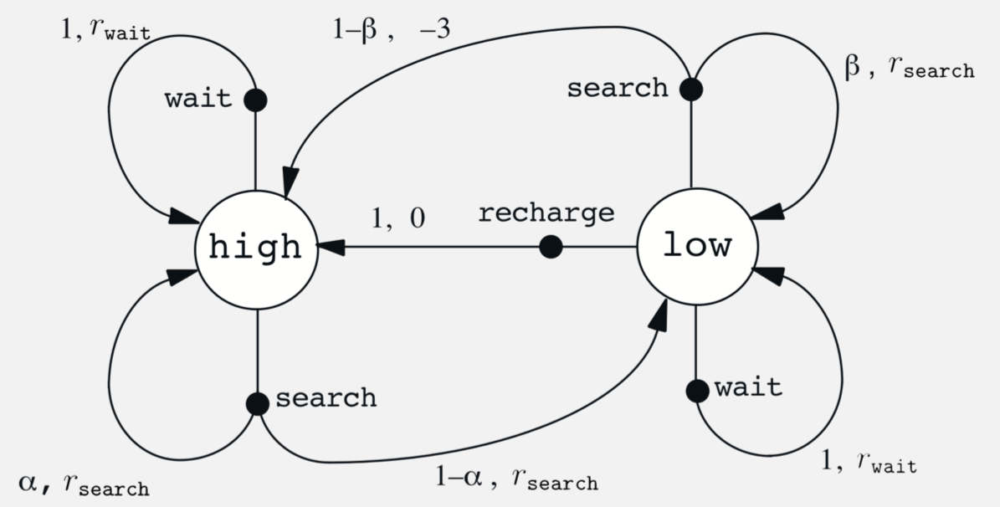 1, r_wait
1–β , –3
β , r_search
search
wait
1, 0
recharge
high
low
search
wait
α, r_search
1–α , r_search
1, r_wait